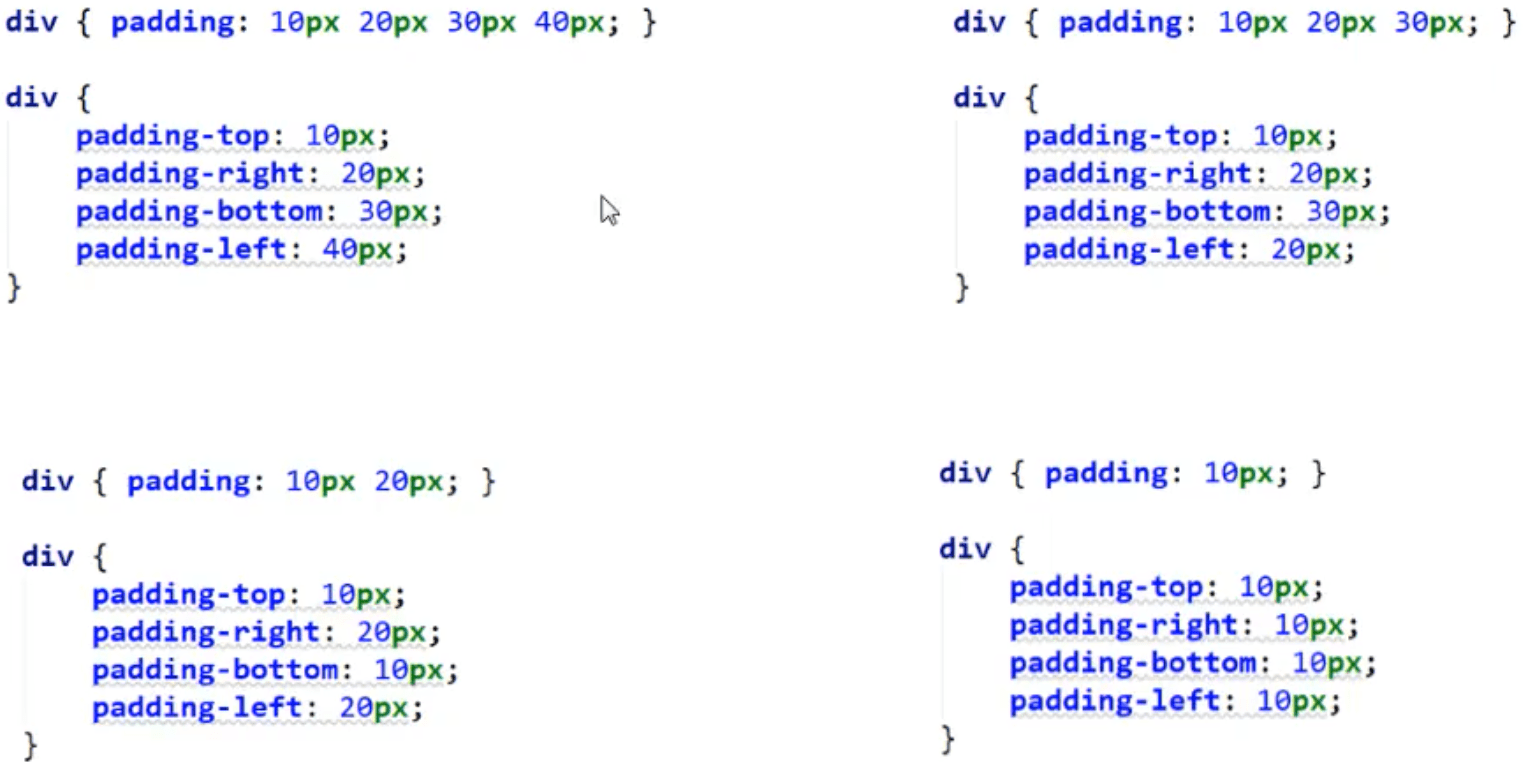 div { padding: 10px 20px 30px 40px; }
div {
padding-top: 10px;
padding-right: 20px;
padding-bottom: 30px;
padding-left: 40px;
}
div { padding: 10px 20px 30px; }
div {
padding-top: 10px;
padding-right: 20px;
padding-bottom: 30px;
padding-left: 20px;
}
div { padding: 10px 20px; }
div {
padding-top: 10px;
padding-right: 20px;
padding-bottom: 10px;
padding-left: 20px;
}
div { padding: 10px; }
div {
padding-top: 10px;
padding-right: 10px;
padding-bottom: 10px;
padding-left: 10px;
}